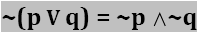 ~(p V q) = ~p ∧~q